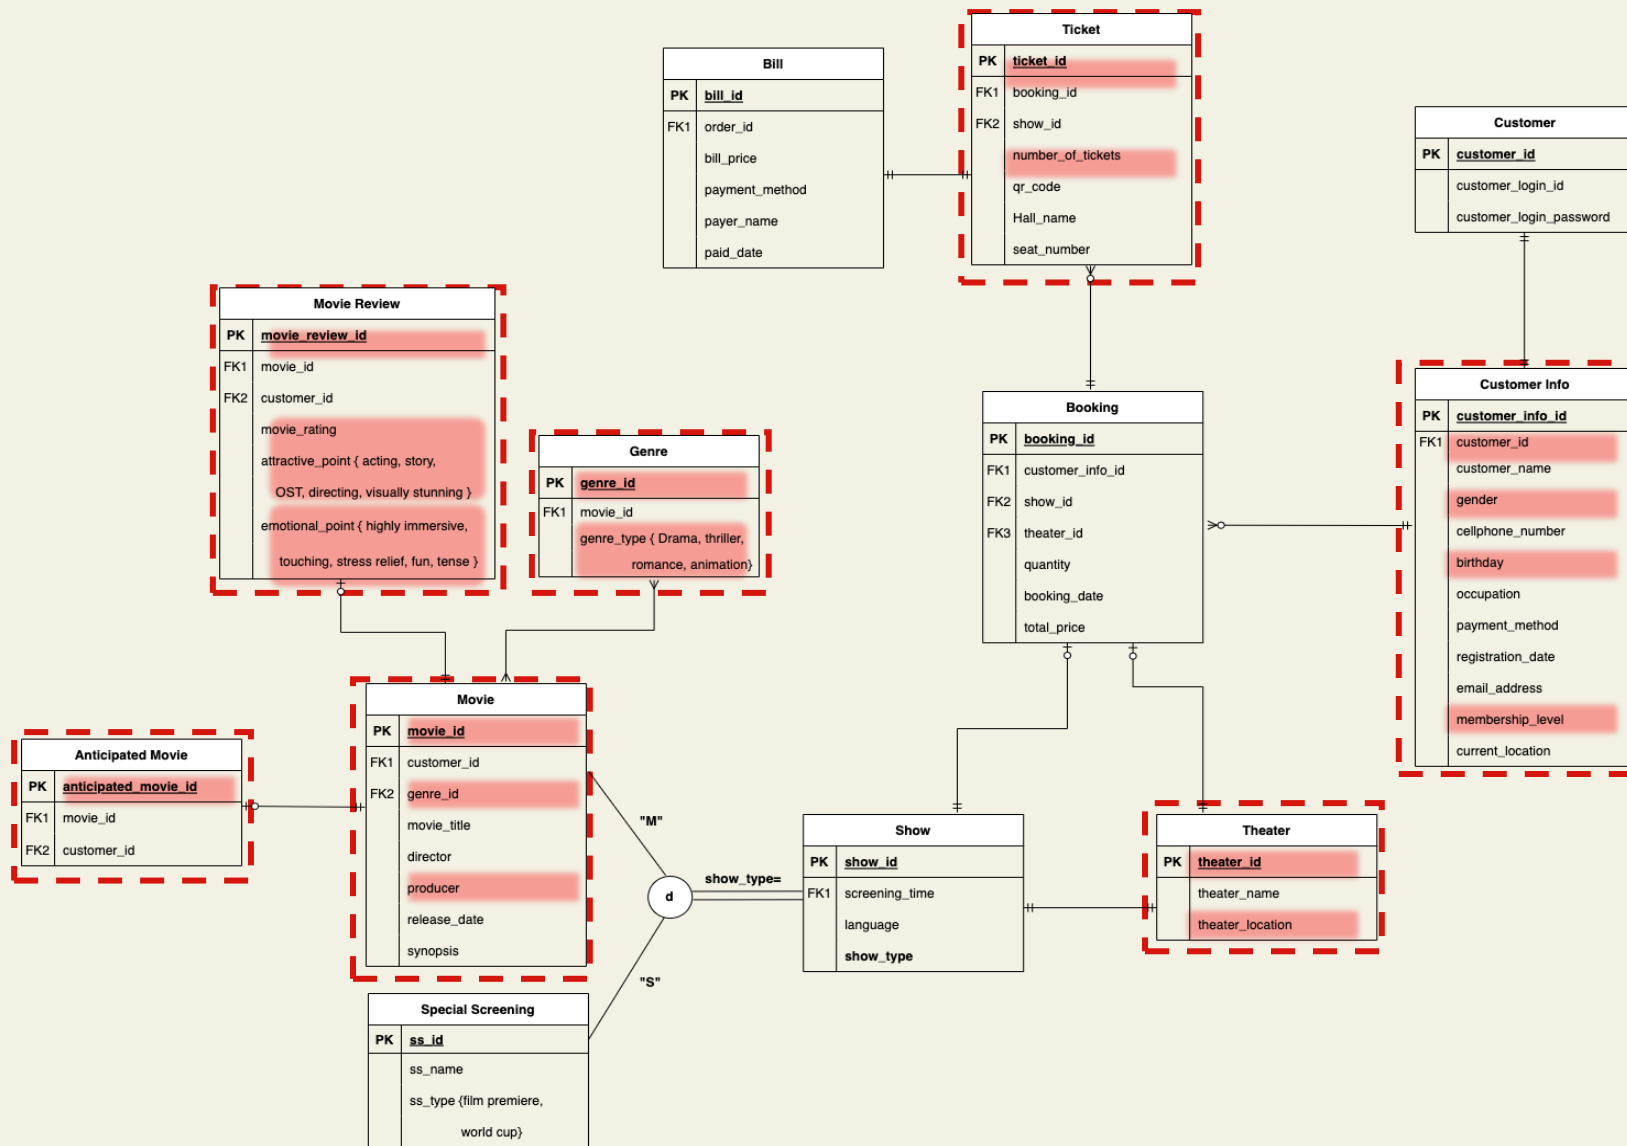 Ticket
PK ticket_id
FK1 booking_id
FK2 show_id
number_of_tickets
qr_code
Hall_name
seat_number
Bill
PK bill_id
FK1 order_id
bill_price
payment_method
payer_name
paid_date
Customer
PK customer_id
customer_login_id
customer_login_password
Movie Review
PK movie_review_id
FK1 movie_id
FK2 customer_id
movie_rating
attractive_point { acting, story,
OST, directing, visually stunning }
emotional_point { highly immersive,
touching, stress relief, fun, tense }
Genre
PK genre_id
FK1 movie_id
genre_type { Drama, thriller,
romance, animation}
Booking
PK booking_id
FK1 customer_info_id
FK2 show_id
FK3 theater_id
quantity
booking_date
total_price
Customer Info
PK customer_info_id
FK1 customer_id
customer_name
gender
cellphone_number
birthday
occupation
payment_method
registration_date
email_address
membership_level
current_location
Anticipated Movie
PK anticipated_movie_id
FK1 movie_id
FK2 customer_id
Movie
PK movie_id
FK1 customer_id
FK2 genre_id
movie_title
director
producer
release_date
synopsis
"M"
d
show_type=
"S"
Show
PK show_id
FK1 screening_time
language
show_type
Theater
PK theater_id
theater_name
theater_location
Special Screening
PK ss_id
ss_name
ss_type {film premiere,
world cup}